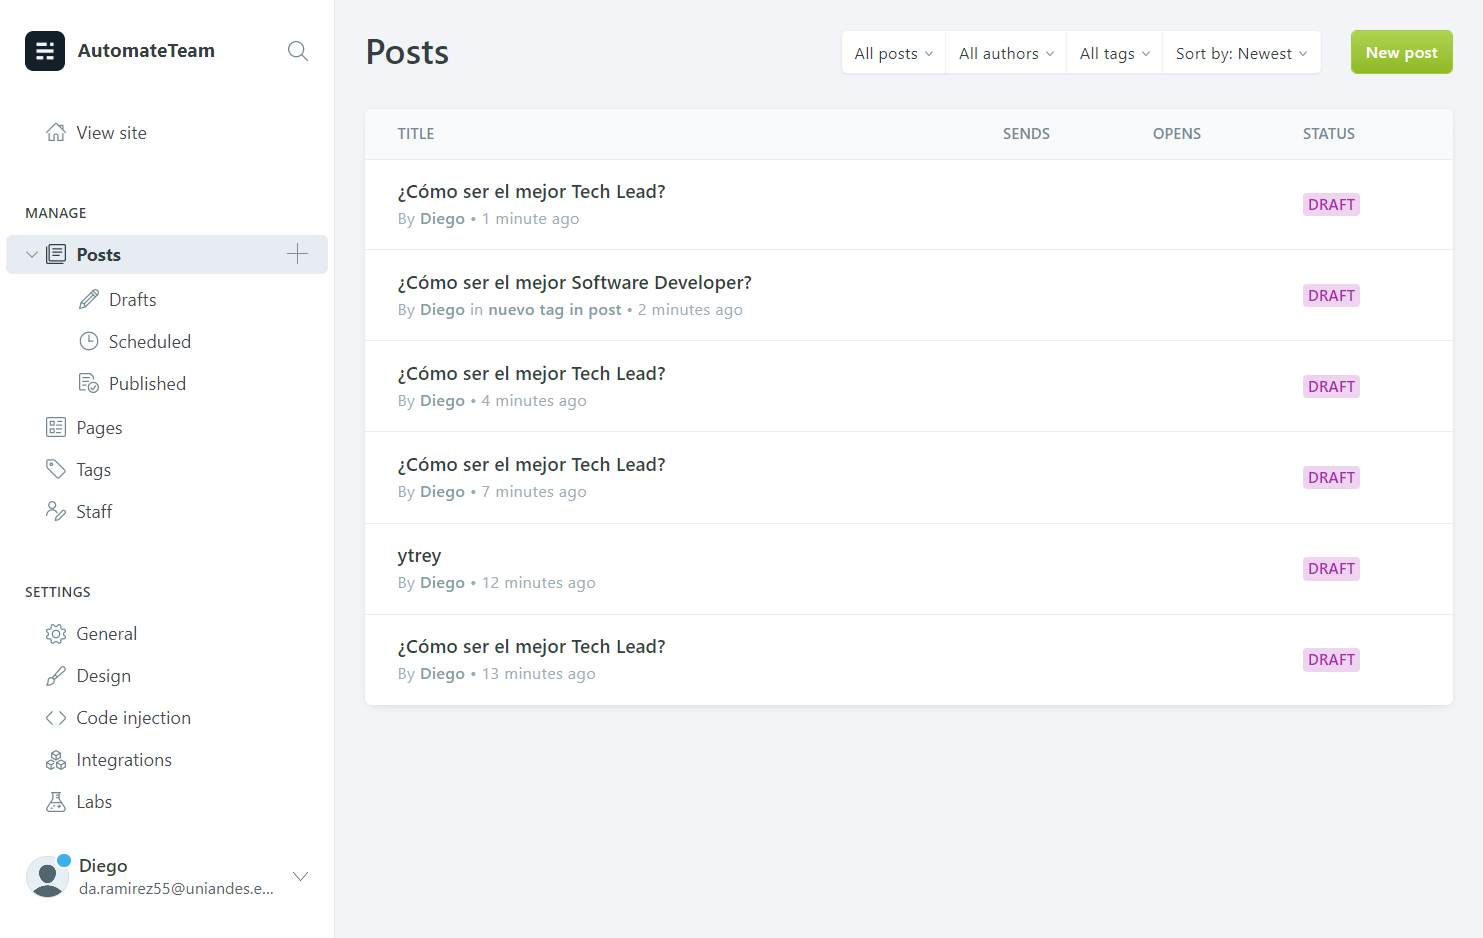 AutomateTeam
View site
MANAGE
Posts
Drafts
Scheduled
Published
Pages
Tags
Staff
SETTINGS
General
Design
Code injection
Integrations
Labs
Diego
da.ramirez55@uniandes.e...
Posts
All posts
All authors
All tags
Sort by: Newest
New post
TITLE SENDS OPENS STATUS
¿Cómo ser el mejor Tech Lead?
By Diego • 1 minute ago
DRAFT
¿Cómo ser el mejor Software Developer?
By Diego in nuevo tag in post • 2 minutes ago
DRAFT
¿Cómo ser el mejor Tech Lead?
By Diego • 4 minutes ago
DRAFT
¿Cómo ser el mejor Tech Lead?
By Diego • 7 minutes ago
DRAFT
ytrey
By Diego • 12 minutes ago
DRAFT
¿Cómo ser el mejor Tech Lead?
By Diego • 13 minutes ago
DRAFT